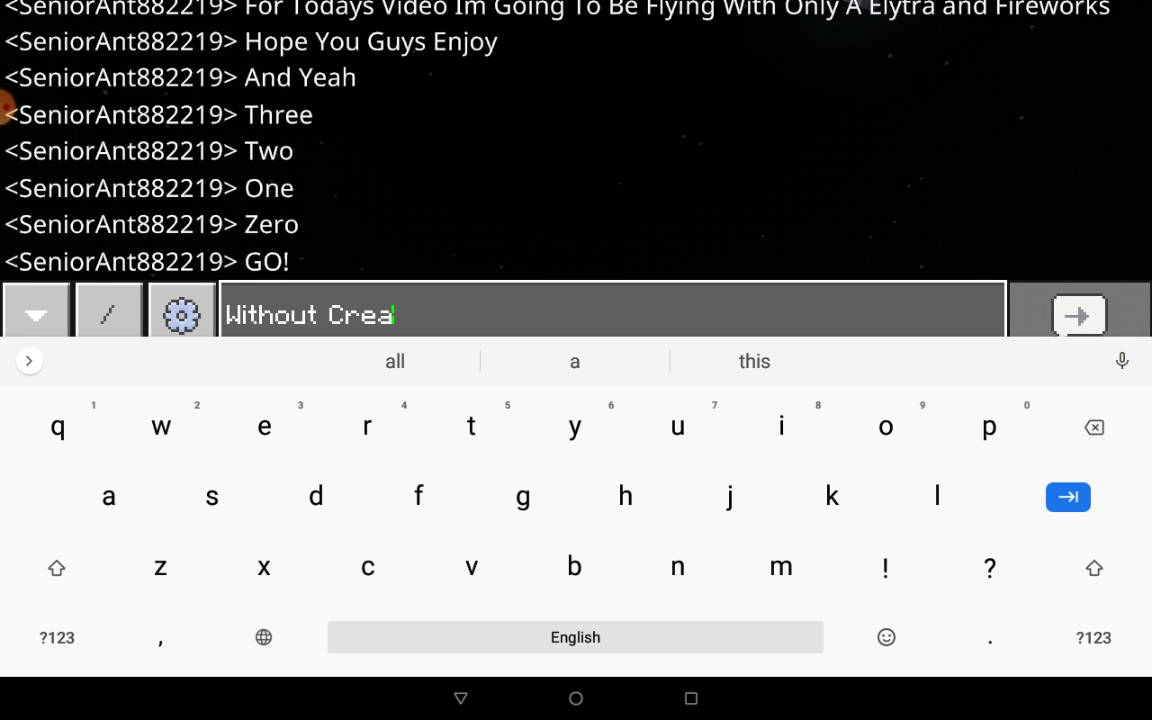 <SeniorAnt882219> For Todays Video Im Going To Be Flying With Only A Elytra and Fireworks
<SeniorAnt882219> Hope You Guys Enjoy
<SeniorAnt882219> And Yeah
<SeniorAnt882219> Three
<SeniorAnt882219> Two
<SeniorAnt882219> One
<SeniorAnt882219> Zero
<SeniorAnt882219> GO!
/ Without Crea
all a this
1 2 3 4 5 6 7 8 9 0
q w e r t y u i o p
a s d f g h j k l
z x c v b n m ! ?
?123 , English . ?123